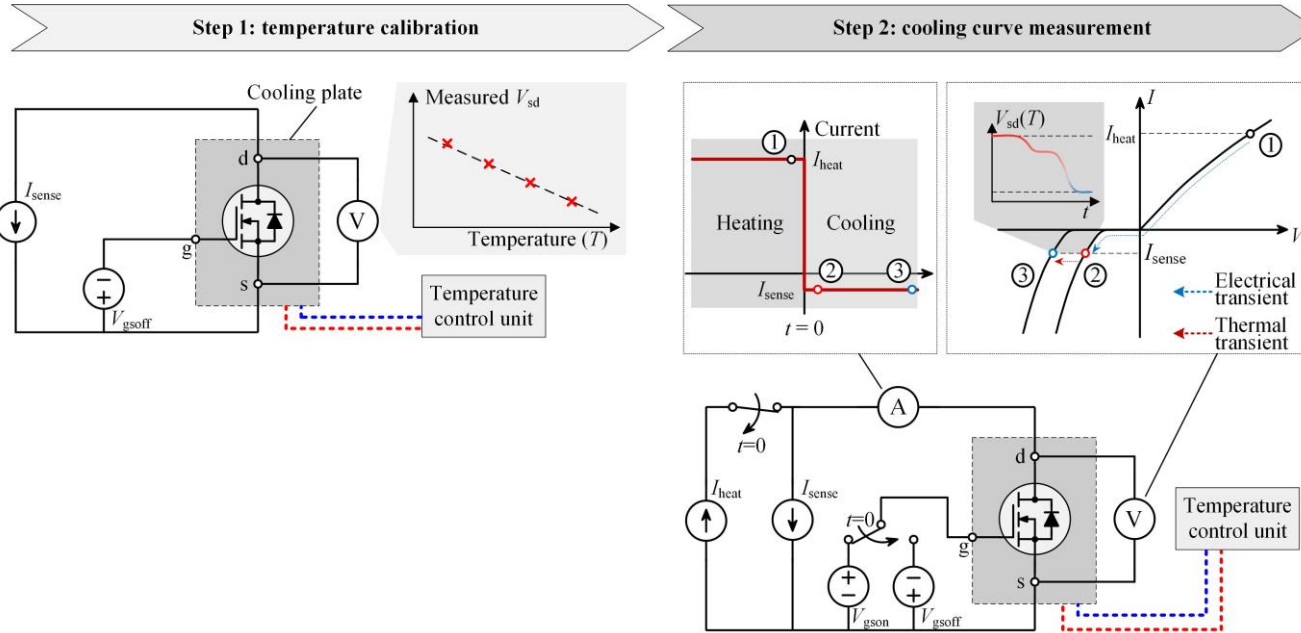 Step 1: temperature calibration
Cooling plate
Measured Vsd
Temperature (T)
Isense
d
g
s
V
Vgsoff
Temperature
control unit
Step 2: cooling curve measurement
Current
①
Iheat
Heating
Cooling
②
③
Isense
t = 0
I
Vsd(T)
t
Iheat
①
V
Isense
③
②
Electrical
transient
Thermal
transient
A
t=0
Iheat
Isense
t=0
d
g
s
V
Vgson
Vgsoff
Temperature
control unit